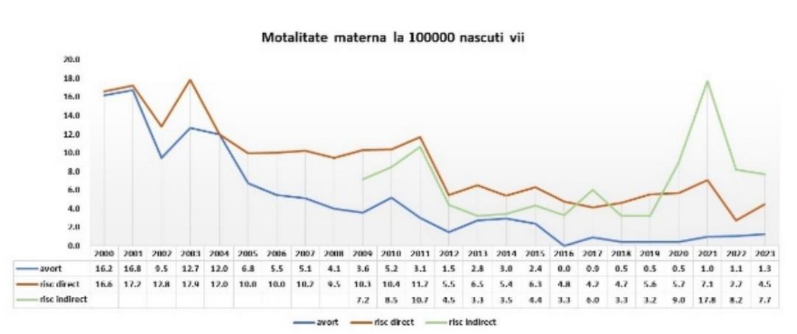 Motalitate materna la 100000 nascuti vii
20.0
18.0
16.0
14.0
12.0
10.0
8.0
6.0
4.0
2.0
0.0
2000 2001 2002 2003 2004 2005 2006 2007 2008 2009 2010 2011 2012 2013 2014 2015 2016 2017 2018 2019 2020 2021 2022 2023
avort 16.2 16.8 9.5 12.7 12.0 6.8 5.5 5.1 4.1 3.6 5.2 3.1 1.5 2.8 3.0 2.4 0.0 0.9 0.5 0.5 0.5 1.0 1.1 1.3
risc direct 16.6 17.2 12.8 17.9 12.0 10.0 10.0 10.2 9.5 10.3 10.4 11.7 5.5 6.5 5.4 6.3 4.8 4.2 4.7 5.6 5.7 7.1 2.7 4.5
risc indirect 7.2 8.5 10.7 4.5 3.3 3.5 4.4 3.3 6.0 3.3 3.2 9.0 17.8 8.2 7.7
avort risc direct risc indirect